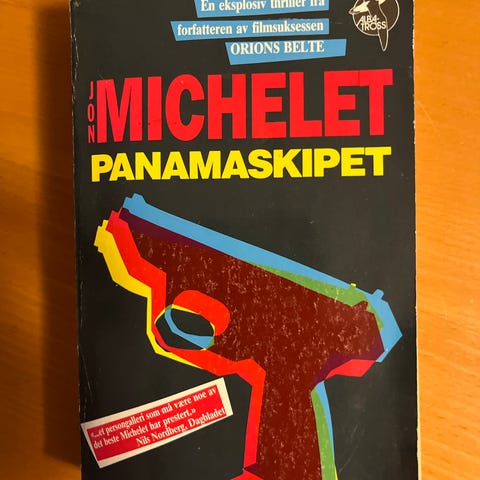 En eksplosiv thriller fra
forfatteren av filmsuksessen
ORIONS BELTE
ALBA
TROSS
JON
MICHELET
PANAMASKIPET
«...et persongalleri som må være noe av
det beste Michelet har prestert.»
Nils Nordberg, Dagbladet